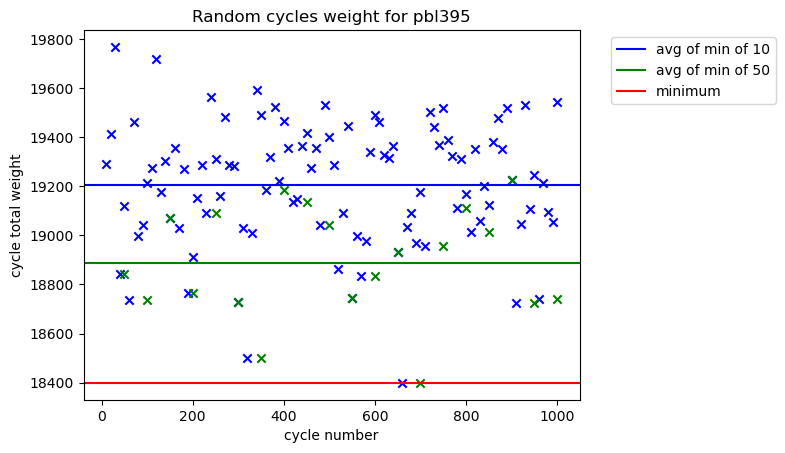 Random cycles weight for pbl395
19800
19600
19400
19200
19000
18800
18600
18400
cycle total weight
0 200 400 600 800 1000
cycle number
avg of min of 10
avg of min of 50
minimum